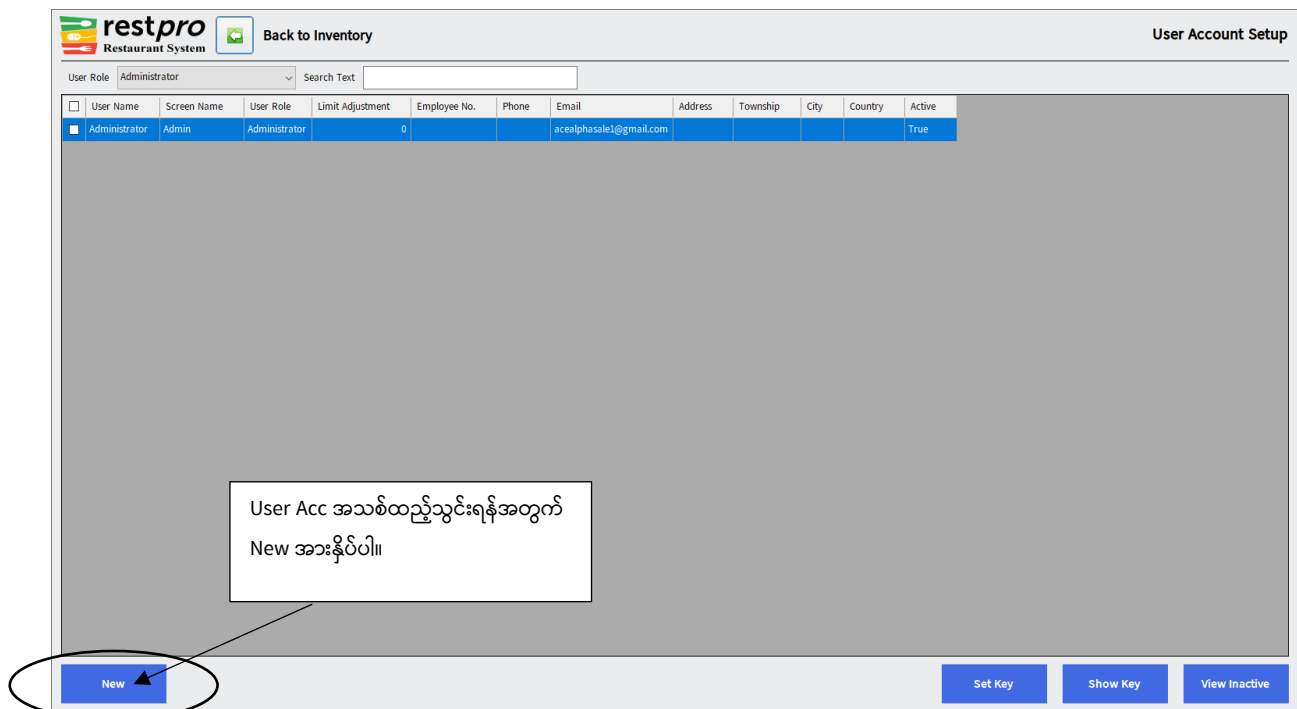 restpro
Restaurant System
Back to Inventory
User Account Setup
User Role Administrator Search Text
User Name Screen Name User Role Limit Adjustment Employee No. Phone Email Address Township City Country Active
Administrator Admin Administrator 0 acealphasale1@gmail.com True
User Acc အသစ်ထည့်သွင်းရန်အတွက်
New အားနှိပ်ပါ။
New Set Key Show Key View Inactive